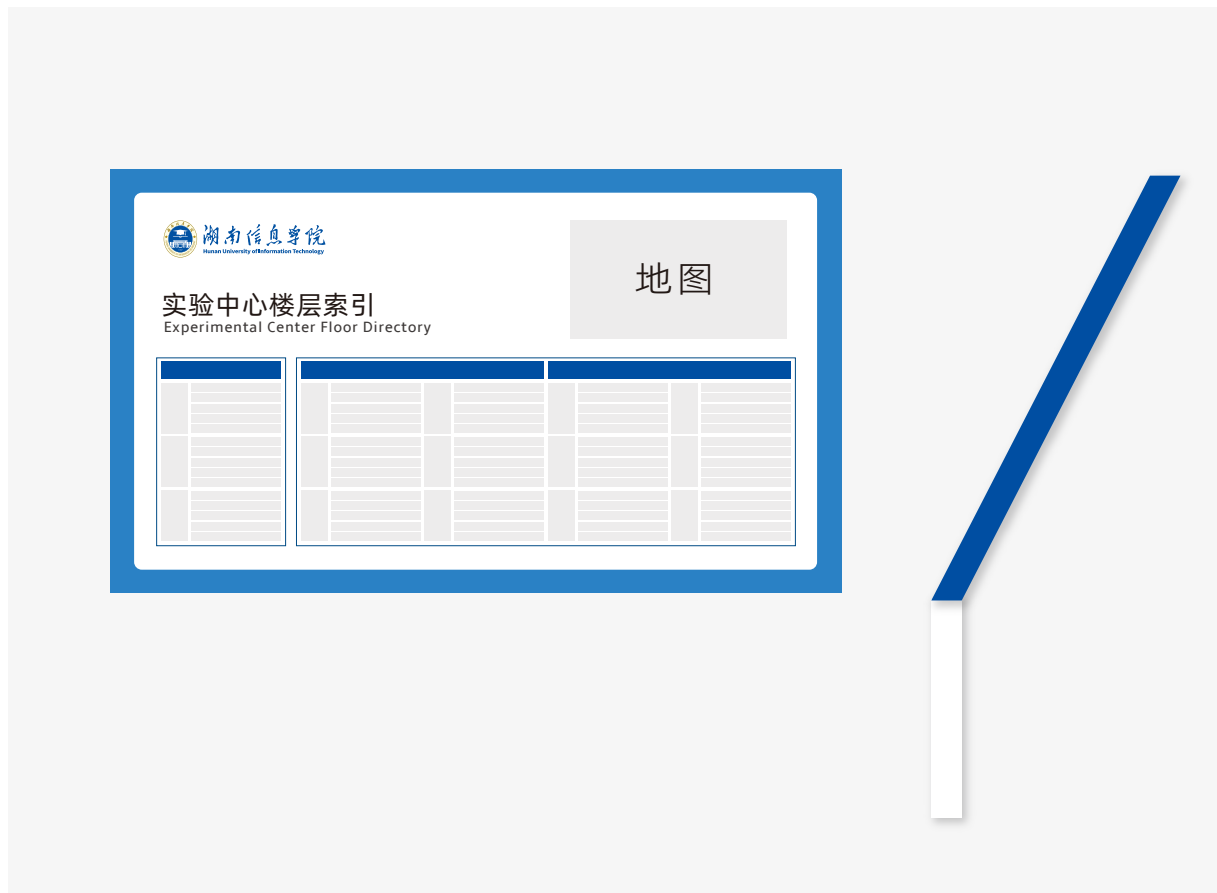 湖南信息学院
Hunan University of Information Technology
地图
实验中心楼层索引
Experimental Center Floor Directory